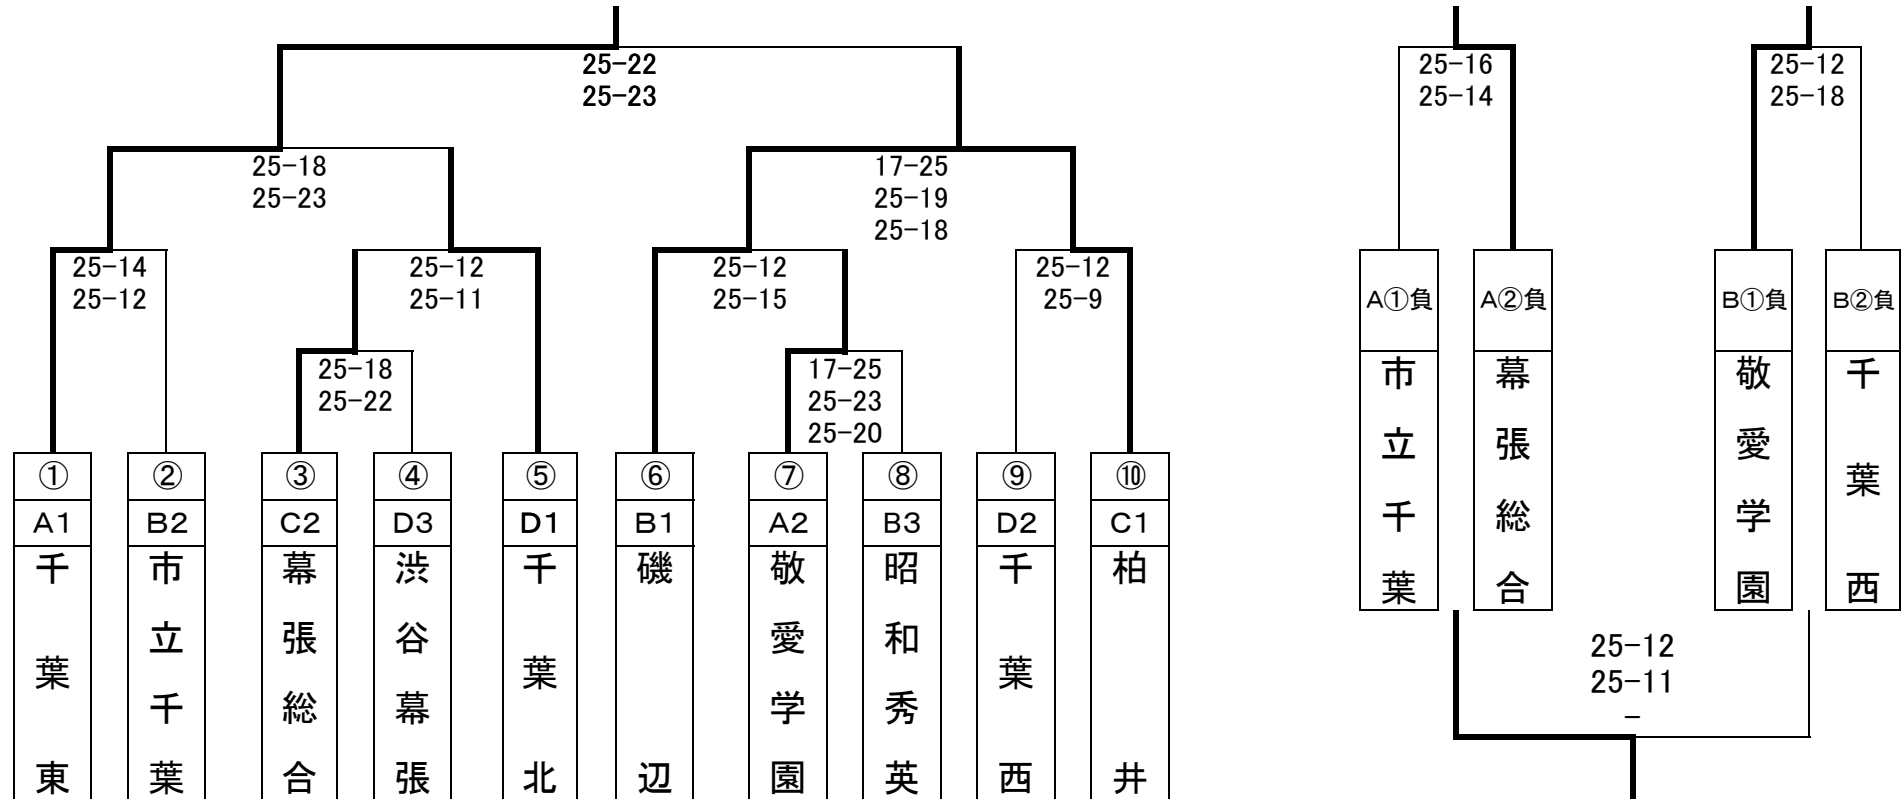 25-22
25-23
25-18
25-23
17-25
25-19
25-18
25-14
25-12
25-12
25-11
25-12
25-15
25-12
25-9
25-18
25-22
17-25
25-23
25-20
① ② ③ ④ ⑤ ⑥ ⑦ ⑧ ⑨ ⑩
A1 B2 C2 D3 D1 B1 A2 B3 D2 C1
千葉東
市立千葉
幕張総合
渋谷幕張
千葉北
磯辺
敬愛学園
昭和秀英
千葉西
柏井
25-16
25-14
25-12
25-18
A①負 A②負 B①負 B②負
市立千葉
幕張総合
敬愛学園
千葉西
25-12
25-11
-